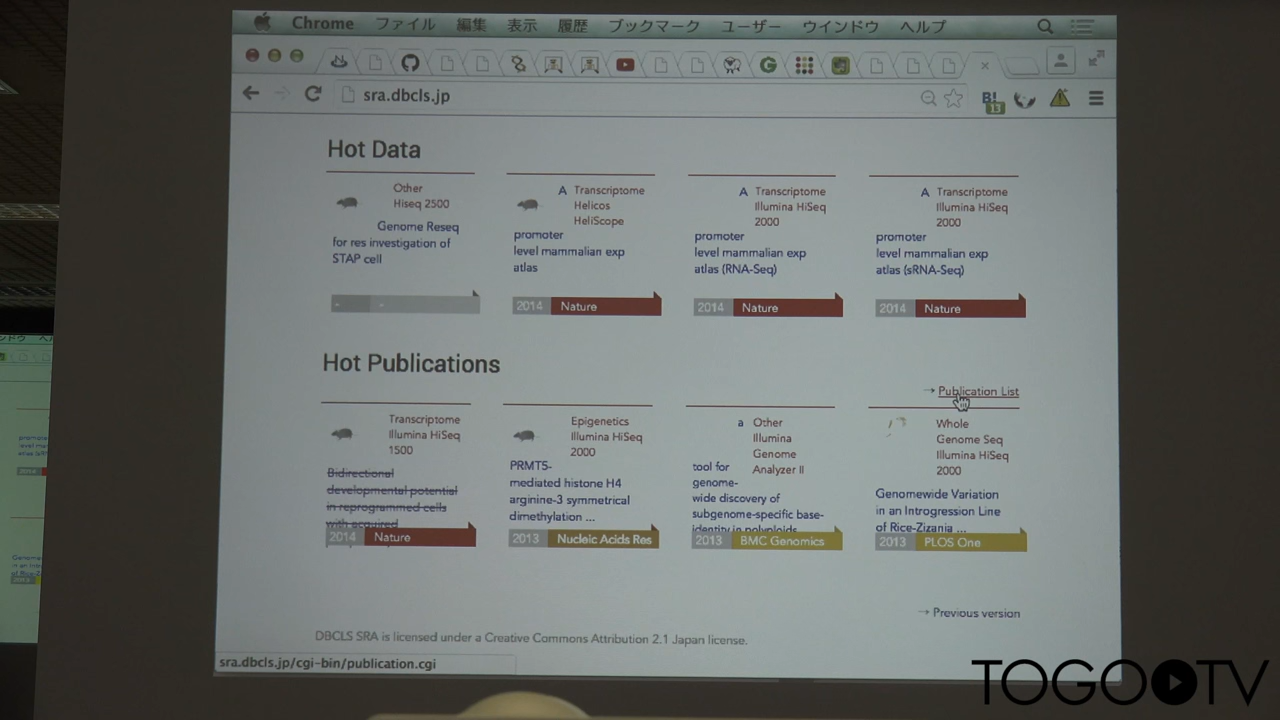 Chrome ファイル 編集 表示 履歴 ブックマーク ユーザー ウインドウ ヘルプ
sra.dbcls.jp
B!
13
Hot Data
Other
Hiseq 2500
Genome Reseq
for res investigation of
STAP cell
A Transcriptome
Helicos
HeliScope
promoter
level mammalian exp
atlas
2014 Nature
A Transcriptome
Illumina HiSeq
2000
promoter
level mammalian exp
atlas (RNA-Seq)
2014 Nature
A Transcriptome
Illumina HiSeq
2000
promoter
level mammalian exp
atlas (sRNA-Seq)
2014 Nature
Hot Publications
→ Publication List
Transcriptome
Illumina HiSeq
1500
Bidirectional
developmental potential
in reprogrammed cells
with acquired
2014 Nature
Epigenetics
Illumina HiSeq
2000
PRMT5-
mediated histone H4
arginine-3 symmetrical
dimethylation ...
2013 Nucleic Acids Res
a Other
Illumina
Genome
Analyzer II
tool for
genome-
wide discovery of
subgenome-specific base-
identity in polyploids
2013 BMC Genomics
Whole
Genome Seq
Illumina HiSeq
2000
Genomewide Variation
in an Introgression Line
of Rice-Zizania ...
2013 PLOS One
→ Previous version
DBCLS SRA is licensed under a Creative Commons Attribution 2.1 Japan license.
sra.dbcls.jp/cgi-bin/publication.cgi
TOGOTV